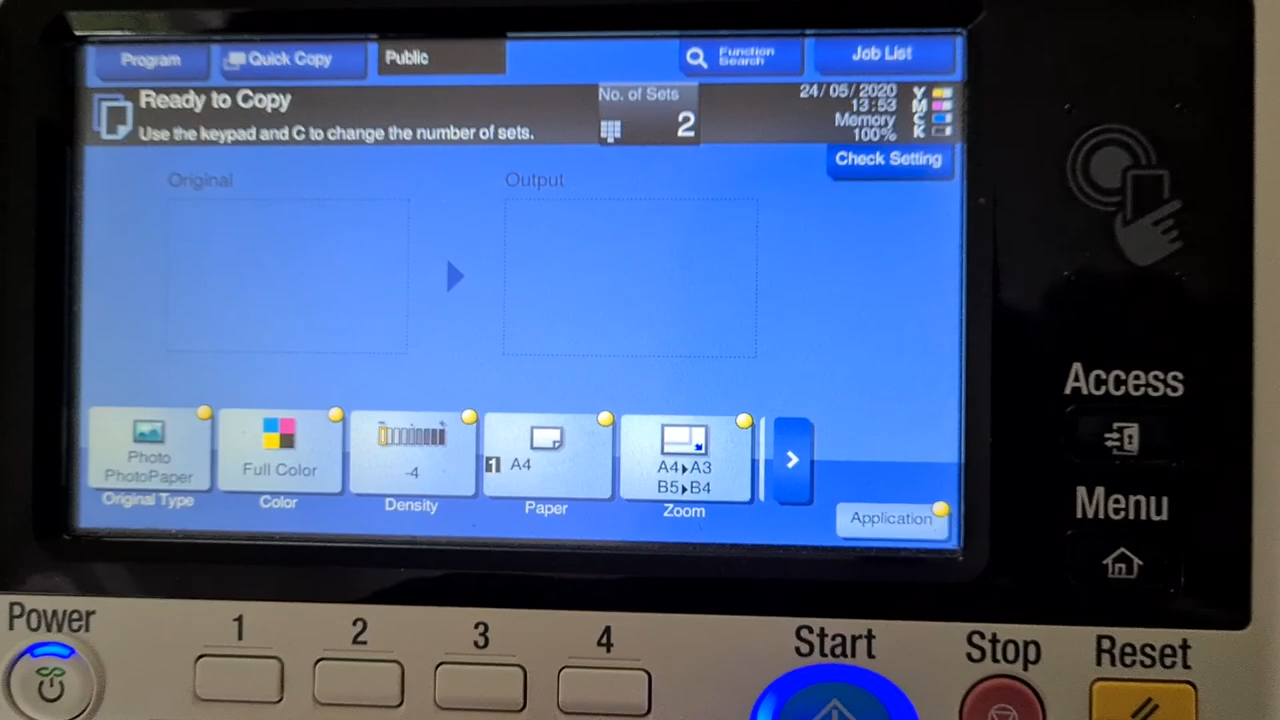 Program
Quick Copy
Public
Function Search
Job List
Ready to Copy
Use the keypad and C to change the number of sets.
No. of Sets
2
24/05/2020
13:53
Memory
100%
Y
M
C
K
Check Setting
Original
Output
Photo
PhotoPaper
Original Type
Full Color
Color
-4
Density
1 A4
Paper
A4▸A3
B5▸B4
Zoom
Application
Access
Menu
Power
1
2
3
4
Start
Stop
Reset